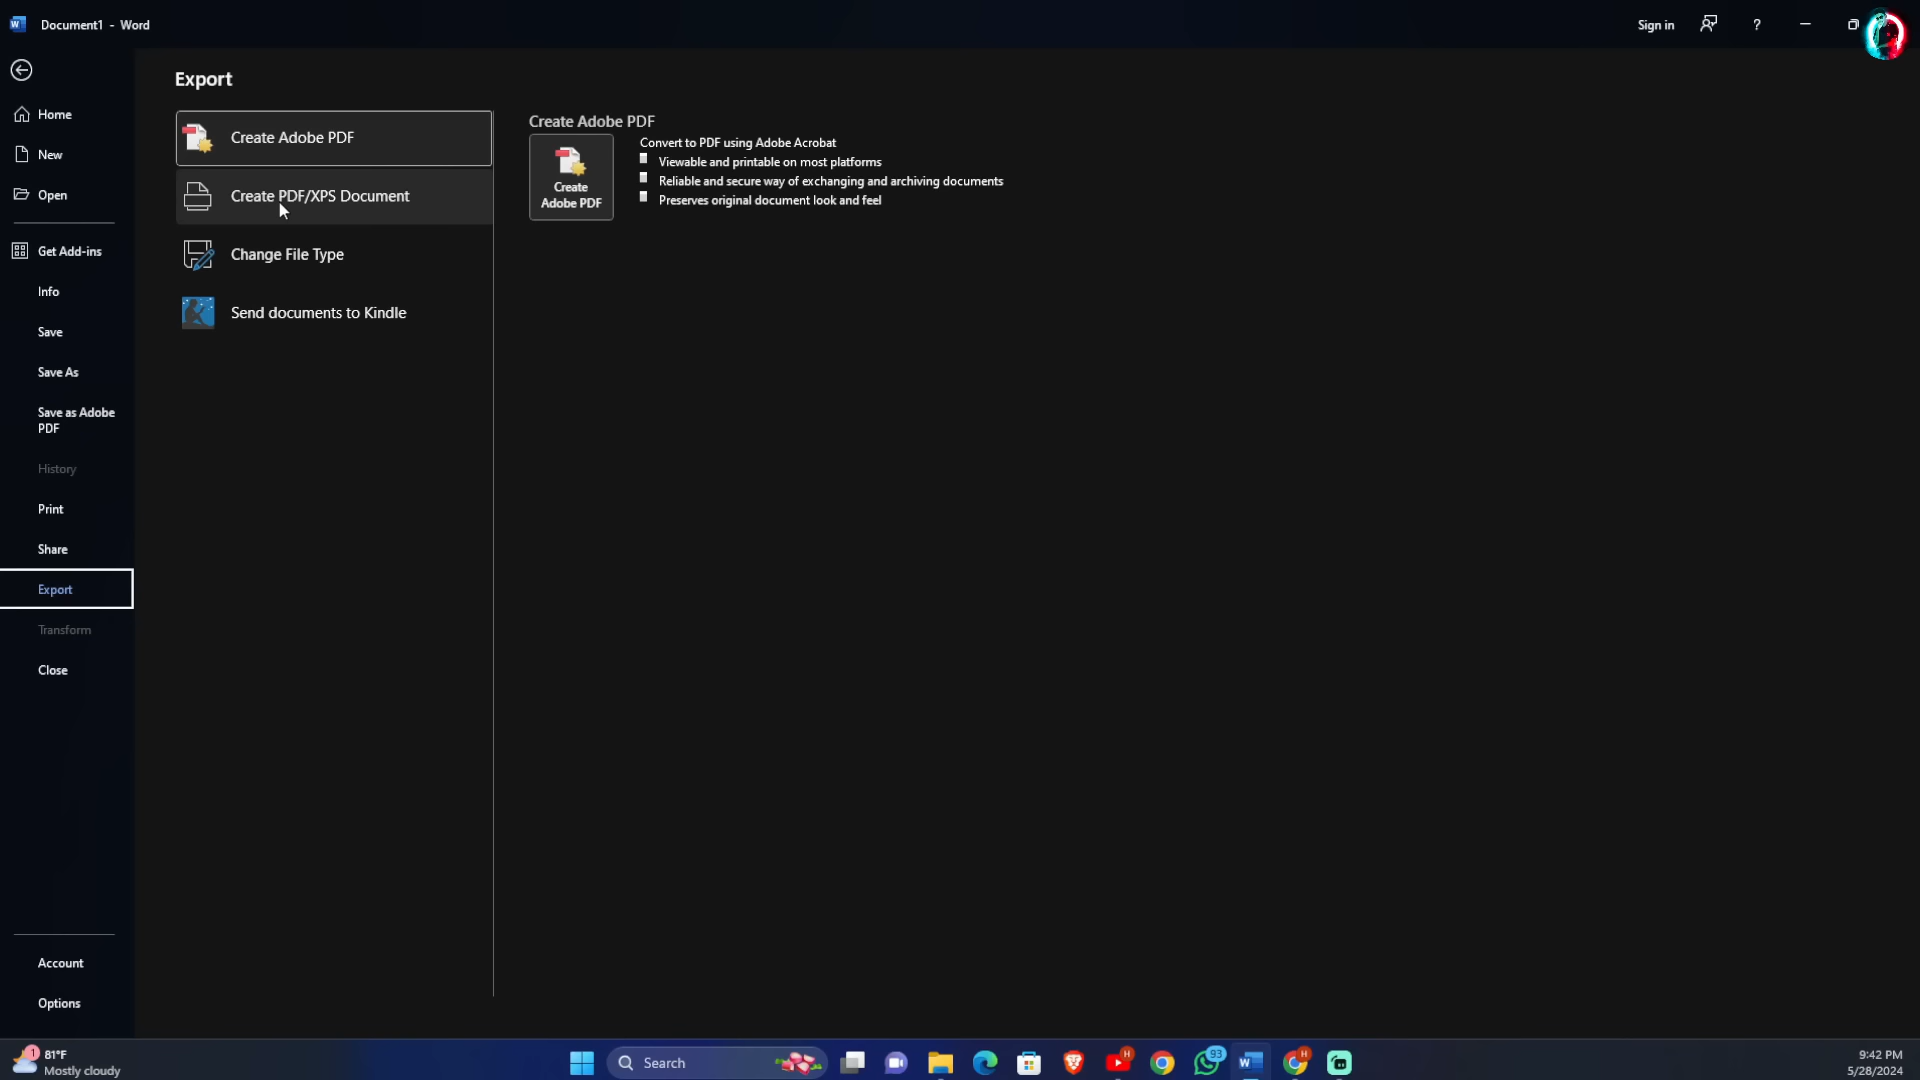 Document1 - Word
Sign in
?
Home
New
Open
Get Add-ins
Info
Save
Save As
Save as Adobe
PDF
History
Print
Share
Export
Transform
Close
Account
Options
Export
Create Adobe PDF
Create PDF/XPS Document
Change File Type
Send documents to Kindle
Create Adobe PDF
Create
Adobe PDF
Convert to PDF using Adobe Acrobat
Viewable and printable on most platforms
Reliable and secure way of exchanging and archiving documents
Preserves original document look and feel
1
81°F
Mostly cloudy
Search
H
93
W
H
9:42 PM
5/28/2024